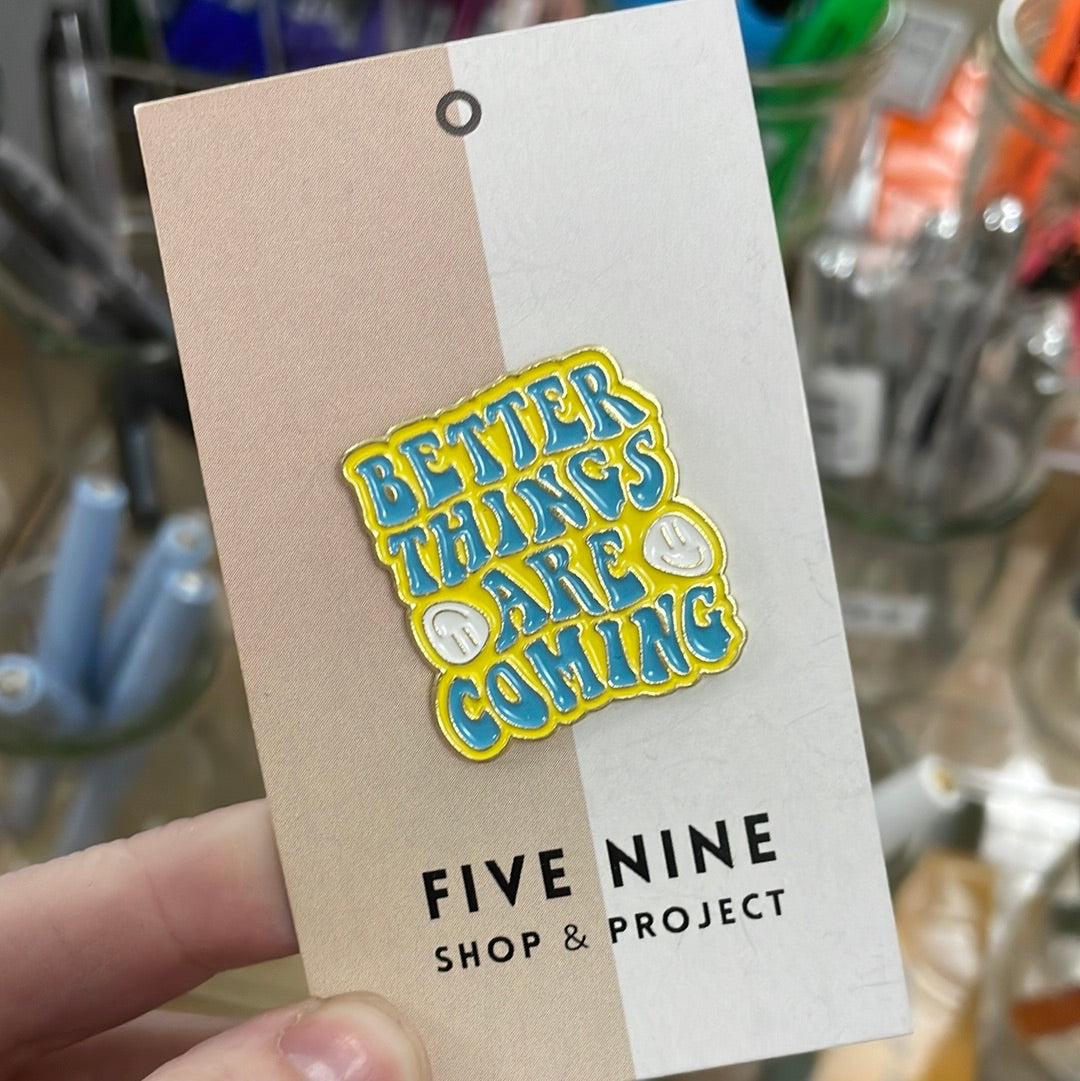 BETTER
THINGS
ARE
COMING
FIVE NINE
SHOP & PROJECT